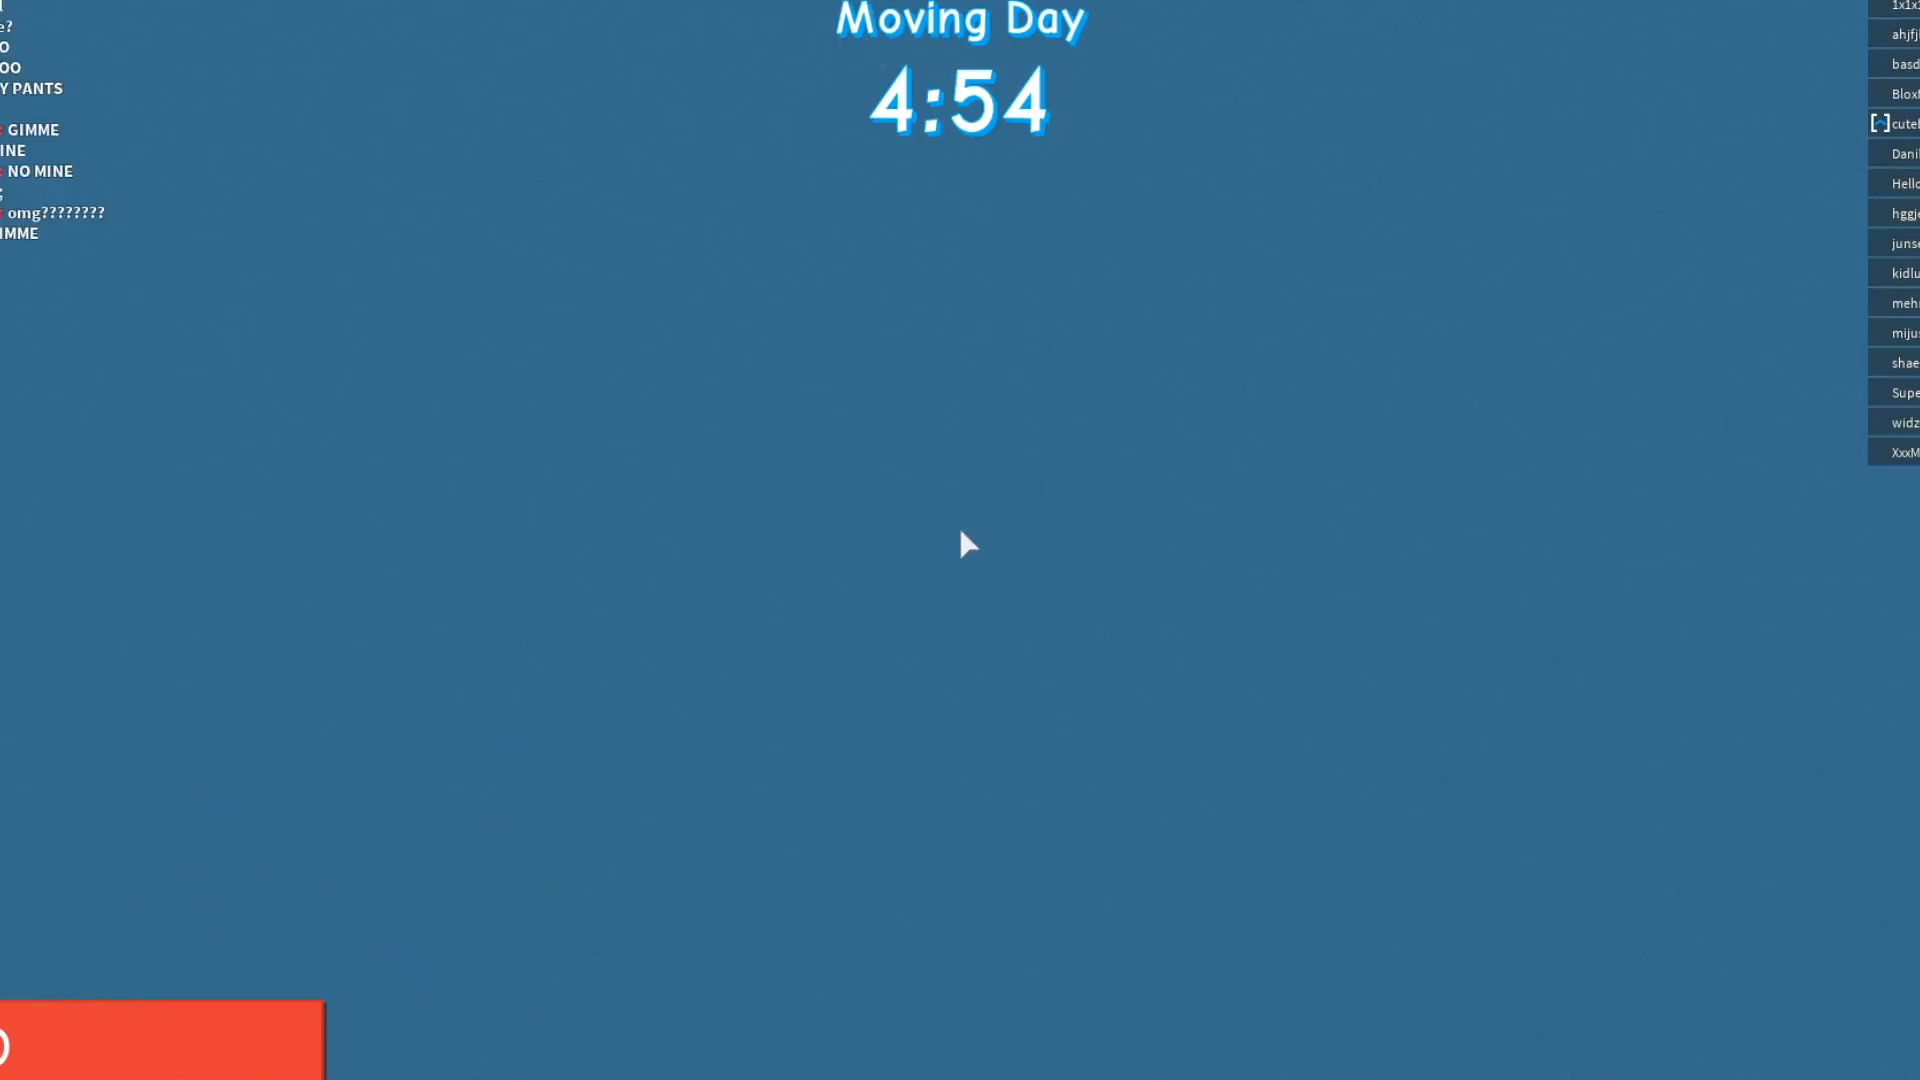 e?
O
OO
Y PANTS
: GIMME
INE
: NO MINE
;
: omg????????
IMME
Moving Day
4:54
1x1x
ahjfj
basd
Blox
cute
Dani
Hello
hggj
juns
kidlu
meh
miju
shae
Supe
widz
XxxM